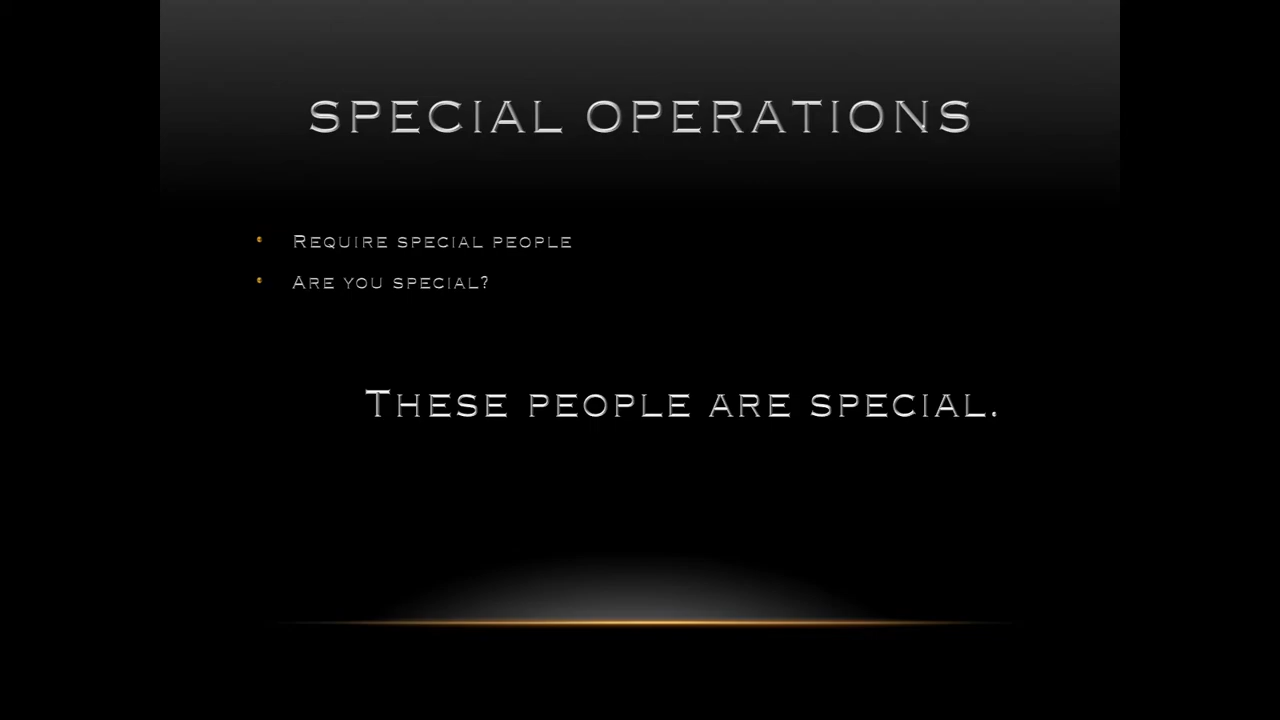 SPECIAL OPERATIONS
• REQUIRE SPECIAL PEOPLE
• ARE YOU SPECIAL?
THESE PEOPLE ARE SPECIAL.